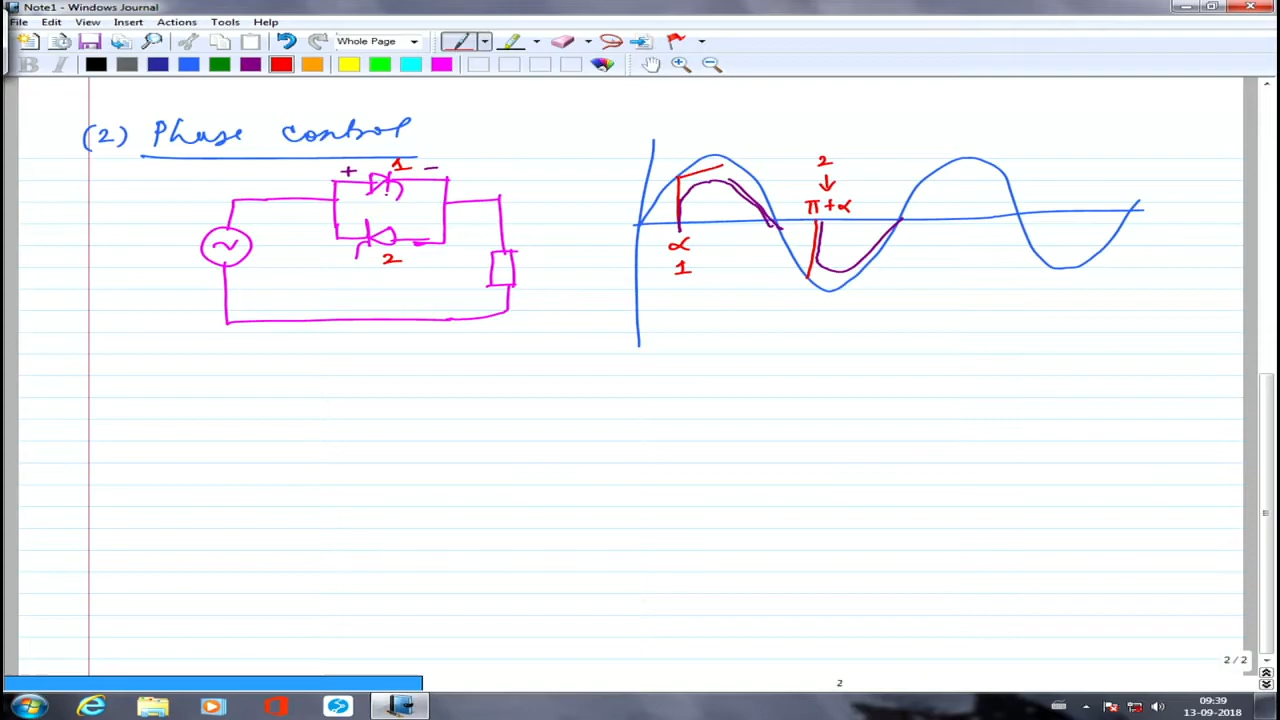 Note1 - Windows Journal
File Edit View Insert Actions Tools Help
Whole Page
B I
(2) Phase control
+ 1 -
2
2
π+α
α
1
2 / 2
2
09:39
13-09-2018